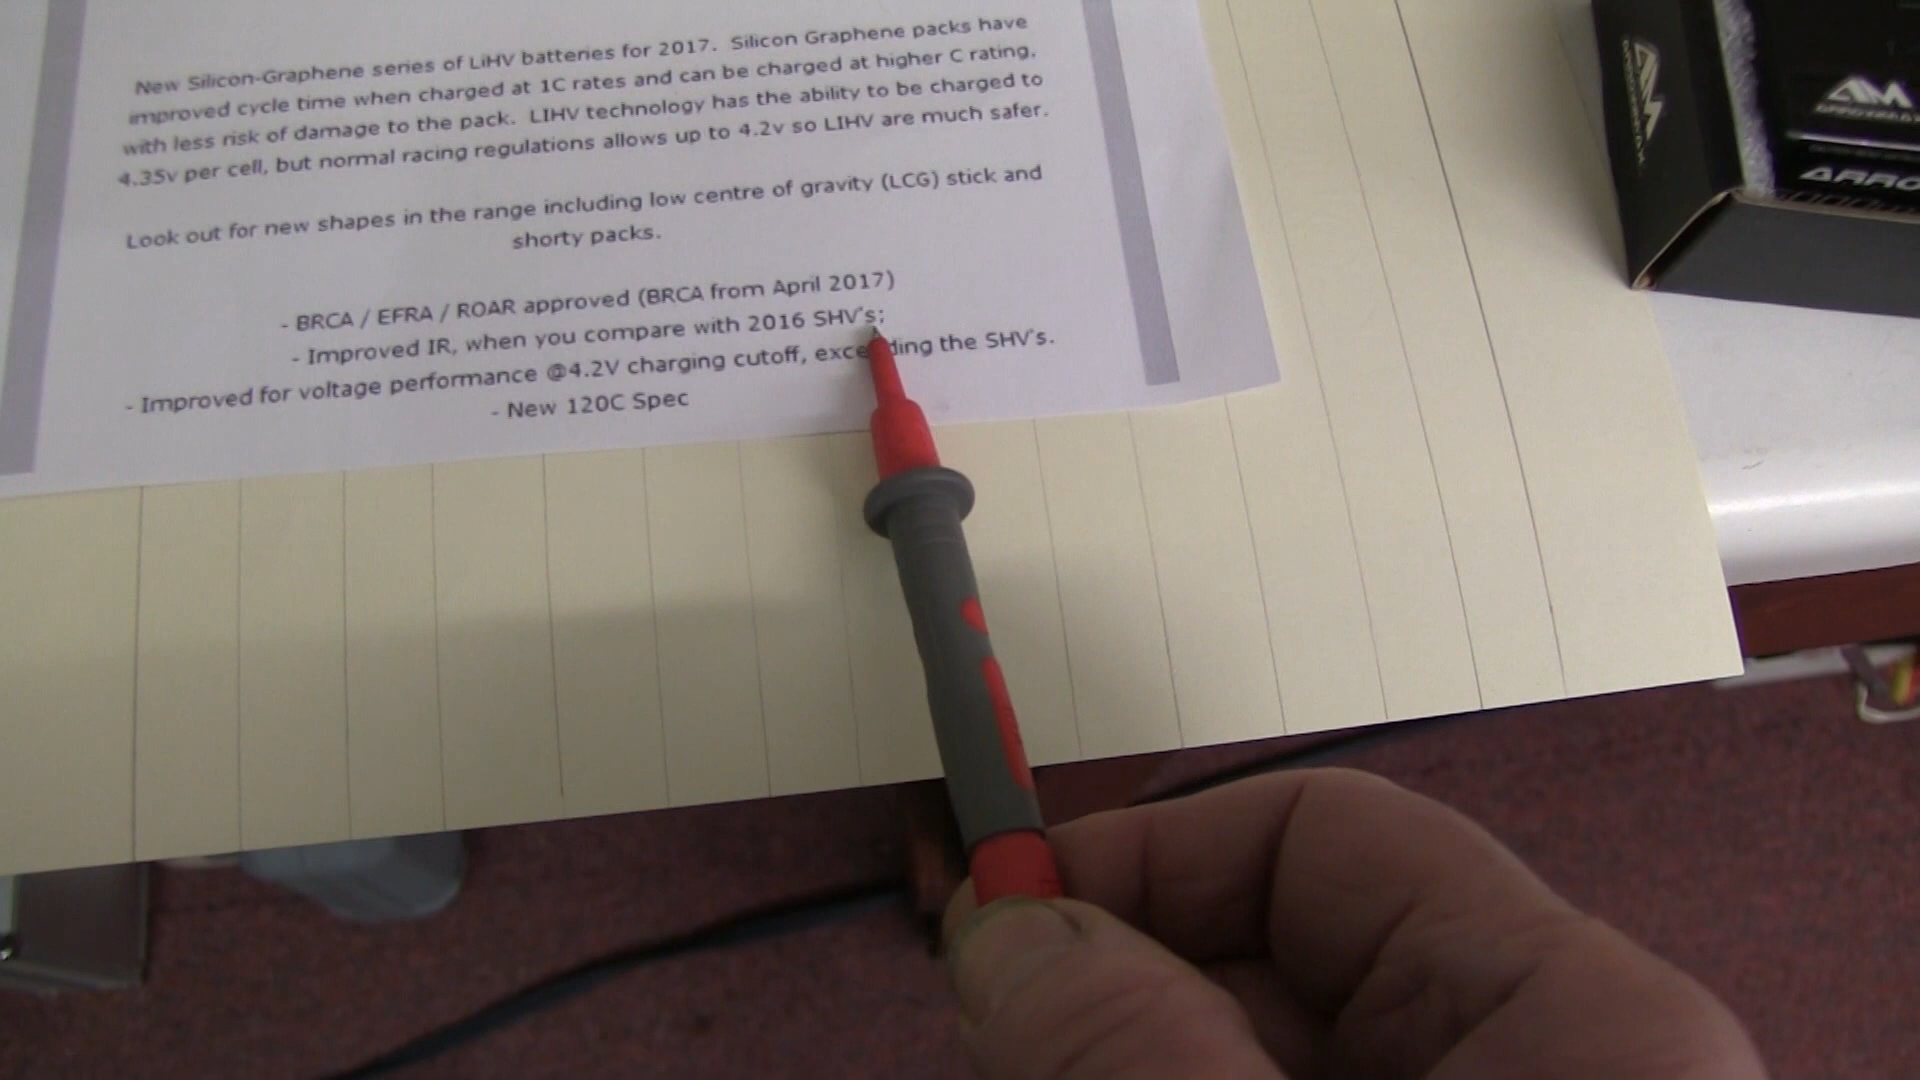 New Silicon-Graphene series of LiHV batteries for 2017. Silicon Graphene packs have
improved cycle time when charged at 1C rates and can be charged at higher C rating,
with less risk of damage to the pack. LIHV technology has the ability to be charged to
4.35v per cell, but normal racing regulations allows up to 4.2v so LIHV are much safer.
Look out for new shapes in the range including low centre of gravity (LCG) stick and
shorty packs.
- BRCA / EFRA / ROAR approved (BRCA from April 2017)
- Improved IR, when you compare with 2016 SHV's;
- Improved for voltage performance @4.2V charging cutoff, exceeding the SHV's.
- New 120C Spec
AM
AM